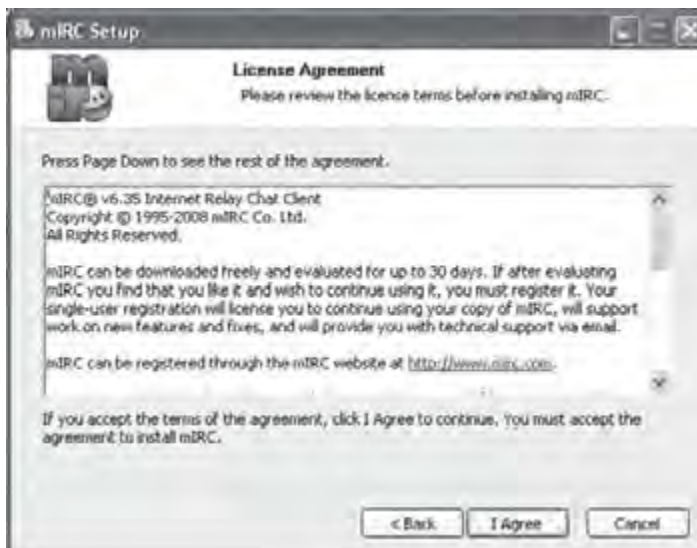 mIRC Setup
License Agreement
Please review the license terms before installing mIRC.
Press Page Down to see the rest of the agreement.
mIRC® v6.35 Internet Relay Chat Client
Copyright © 1995-2008 mIRC Co. Ltd.
All Rights Reserved.
mIRC can be downloaded freely and evaluated for up to 30 days. If after evaluating
mIRC you find that you like it and wish to continue using it, you must register it. Your
single-user registration will license you to continue using your copy of mIRC, will support
work on new features and fixes, and will provide you with technical support via email.
mIRC can be registered through the mIRC website at http://www.mirc.com.
If you accept the terms of the agreement, click I Agree to continue. You must accept the
agreement to install mIRC.
< Back
I Agree
Cancel